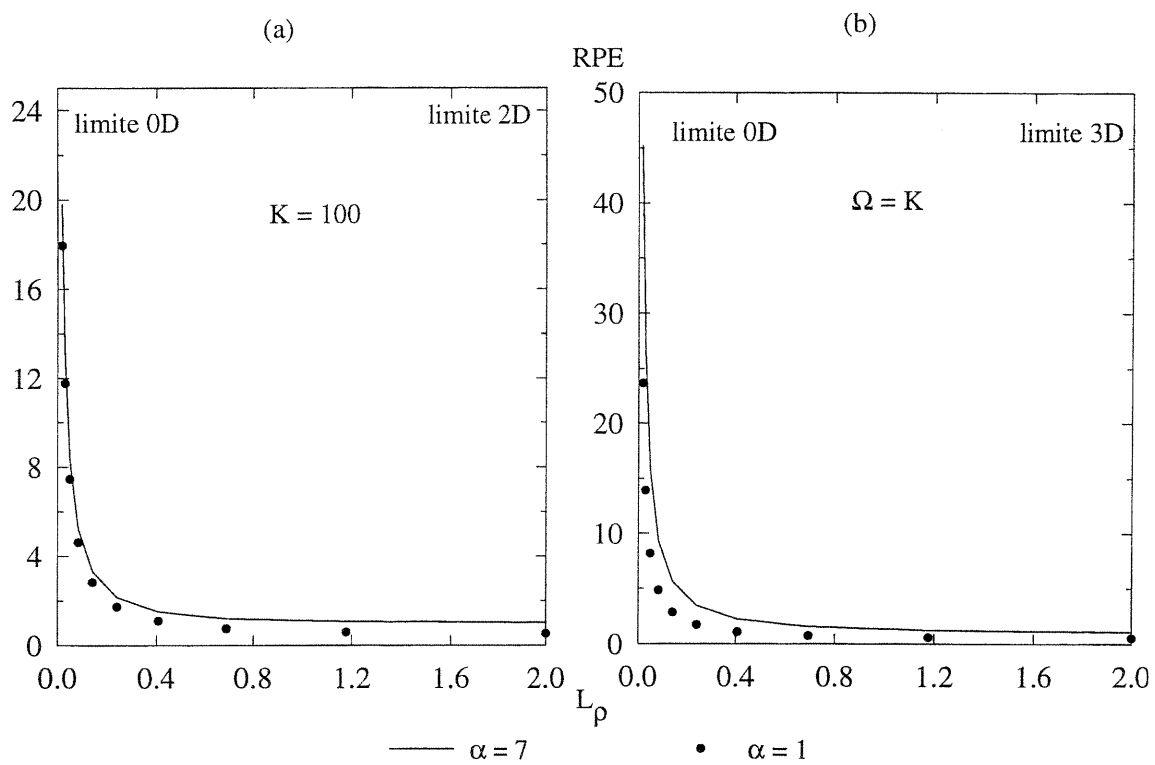 (a)
(b)
RPE
limite 0D
limite 2D
K = 100
24
20
16
12
8
4
0
0.0 0.4 0.8 1.2 1.6 2.0
limite 0D
limite 3D
Ω = K
50
40
30
20
10
0
0.0 0.4 0.8 1.2 1.6 2.0
Lρ
α = 7
α = 1